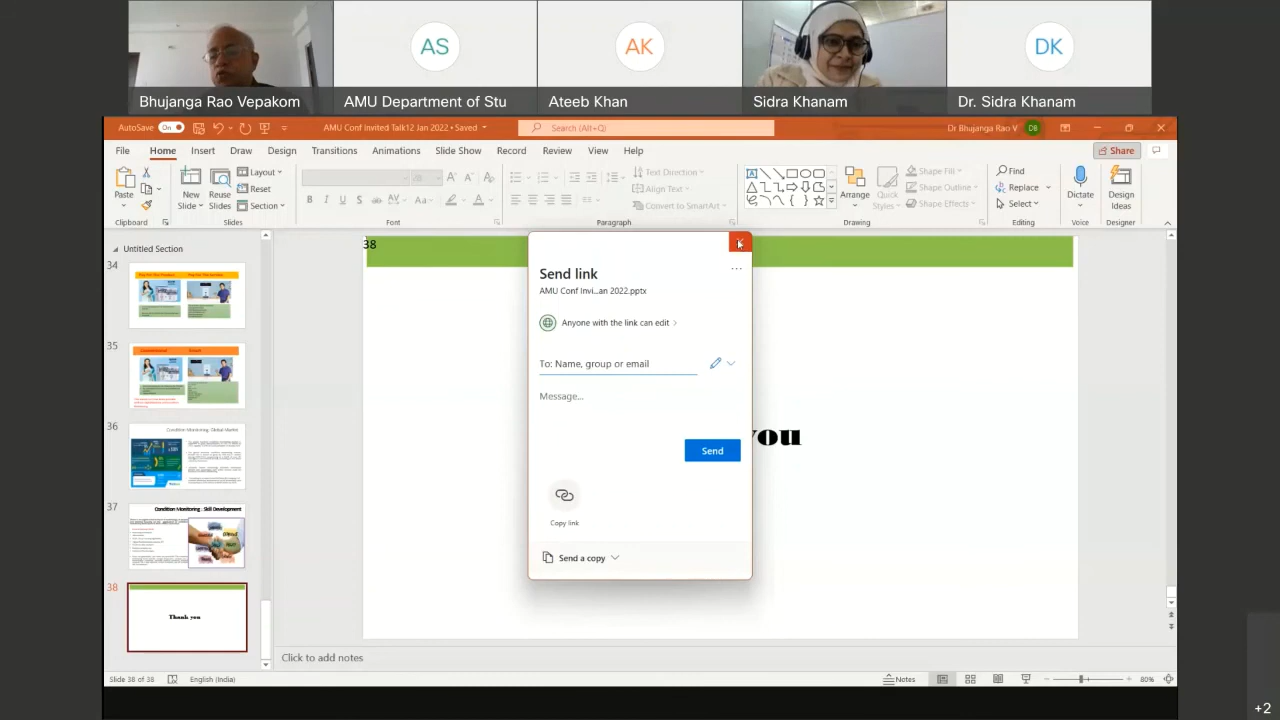 AS
AK
DK
Bhujanga Rao Vepakom
AMU Department of Stu
Ateeb Khan
Sidra Khanam
Dr. Sidra Khanam
AutoSave On
AMU Conf Invited Talk12 Jan 2022 • Saved
Search (Alt+Q)
Dr Bhujanga Rao V
DB
File
Home
Insert
Draw
Design
Transitions
Animations
Slide Show
Record
Review
View
Help
Share
Paste
New Slide
Reuse Slides
Layout
Reset
Section
Text Direction
Align Text
Convert to SmartArt
Arrange
Quick Styles
Shape Fill
Shape Outline
Shape Effects
Find
Replace
Select
Dictate
Design Ideas
Clipboard
Slides
Font
Paragraph
Drawing
Editing
Voice
Designer
Untitled Section
34
35
36
Condition Monitoring: Global Market
37
Condition Monitoring : Skill Development
38
Thank you
38
you
Send link
AMU Conf Invi...an 2022.pptx
Anyone with the link can edit
To: Name, group or email
Message...
Send
Copy link
Send a copy
Click to add notes
Slide 38 of 38
English (India)
Notes
80%
+2